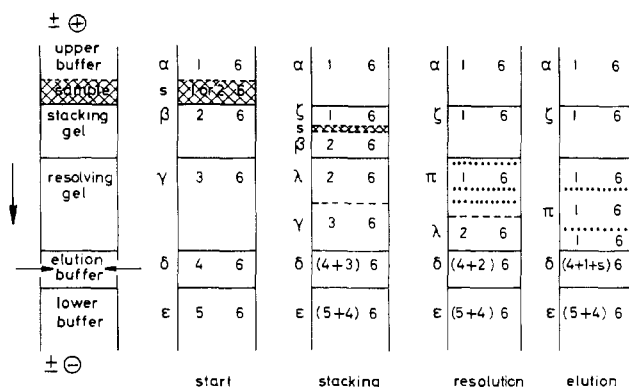 ± ⊕
upper
buffer
sample
stacking
gel
resolving
gel
elution
buffer
lower
buffer
± ⊖
α 1 6
s 1 or 2 6
β 2 6
γ 3 6
δ 4 6
ε 5 6
start
α 1 6
ζ 1 6
s
β 2 6
λ 2 6
γ 3 6
δ (4+3) 6
ε (5+4) 6
stacking
α 1 6
ζ 1 6
π 1 6
λ 2 6
δ (4+2) 6
ε (5+4) 6
resolution
α 1 6
ζ 1 6
1 6
π 1 6
1 6
δ (4+1+s) 6
ε (5+4) 6
elution